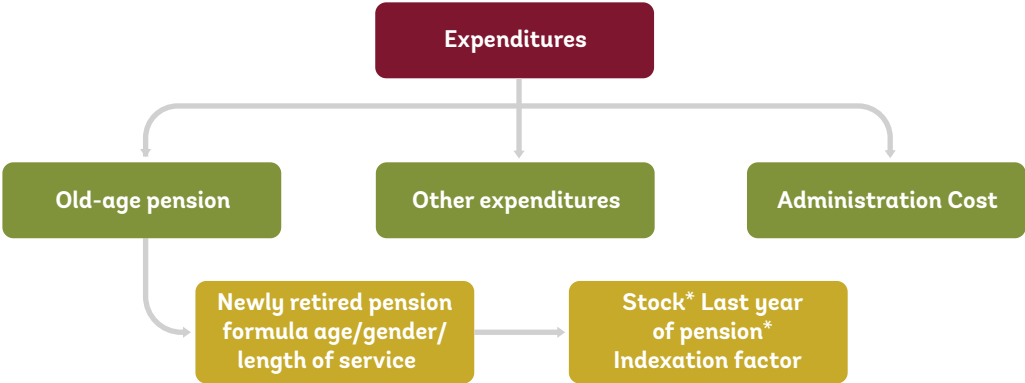 Expenditures
Old-age pension
Other expenditures
Administration Cost
Newly retired pension
formula age/gender/
length of service
Stock* Last year
of pension*
Indexation factor